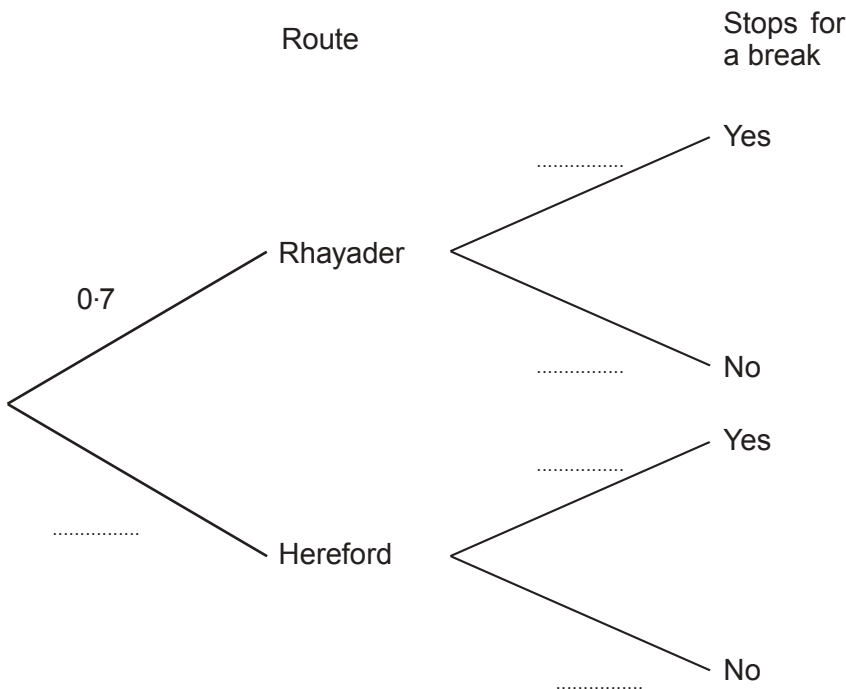 Route
Stops for
a break
Yes
................
Rhayader
0·7
................
No
Yes
................
................
Hereford
................
No